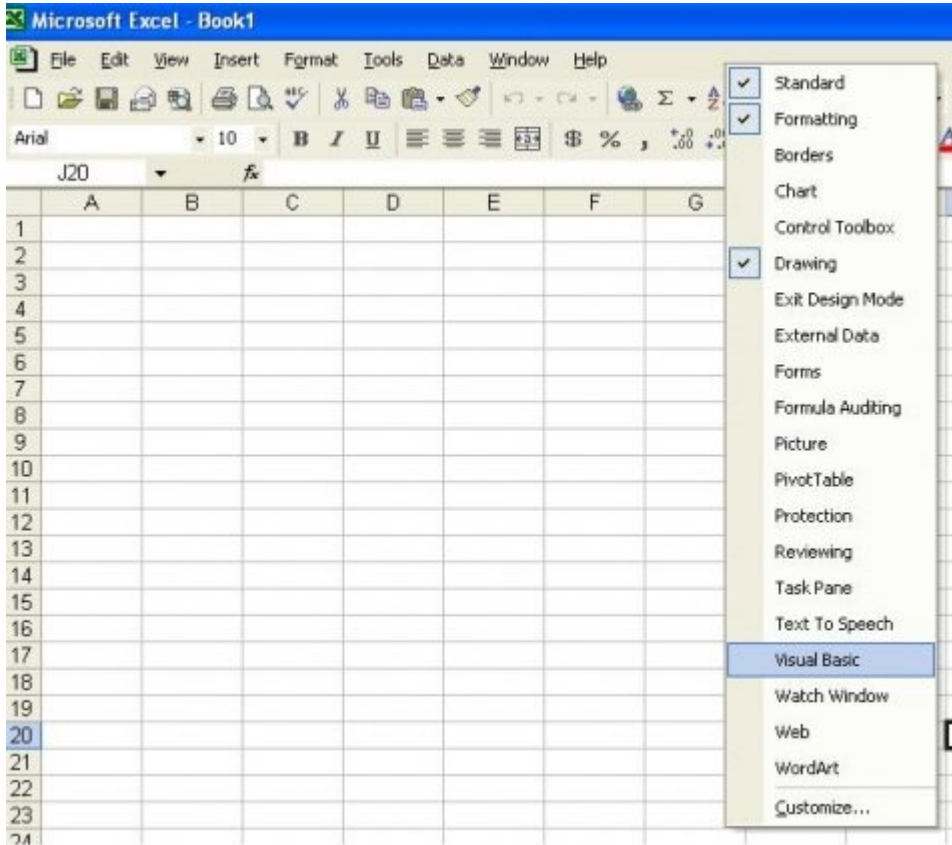 Microsoft Excel - Book1
File Edit View Insert Format Tools Data Window Help
Arial 10 B I U $ % ,
J20 fx
A B C D E F G
1
2
3
4
5
6
7
8
9
10
11
12
13
14
15
16
17
18
19
20
21
22
23
24
Standard
Formatting
Borders
Chart
Control Toolbox
Drawing
Exit Design Mode
External Data
Forms
Formula Auditing
Picture
PivotTable
Protection
Reviewing
Task Pane
Text To Speech
Visual Basic
Watch Window
Web
WordArt
Customize...